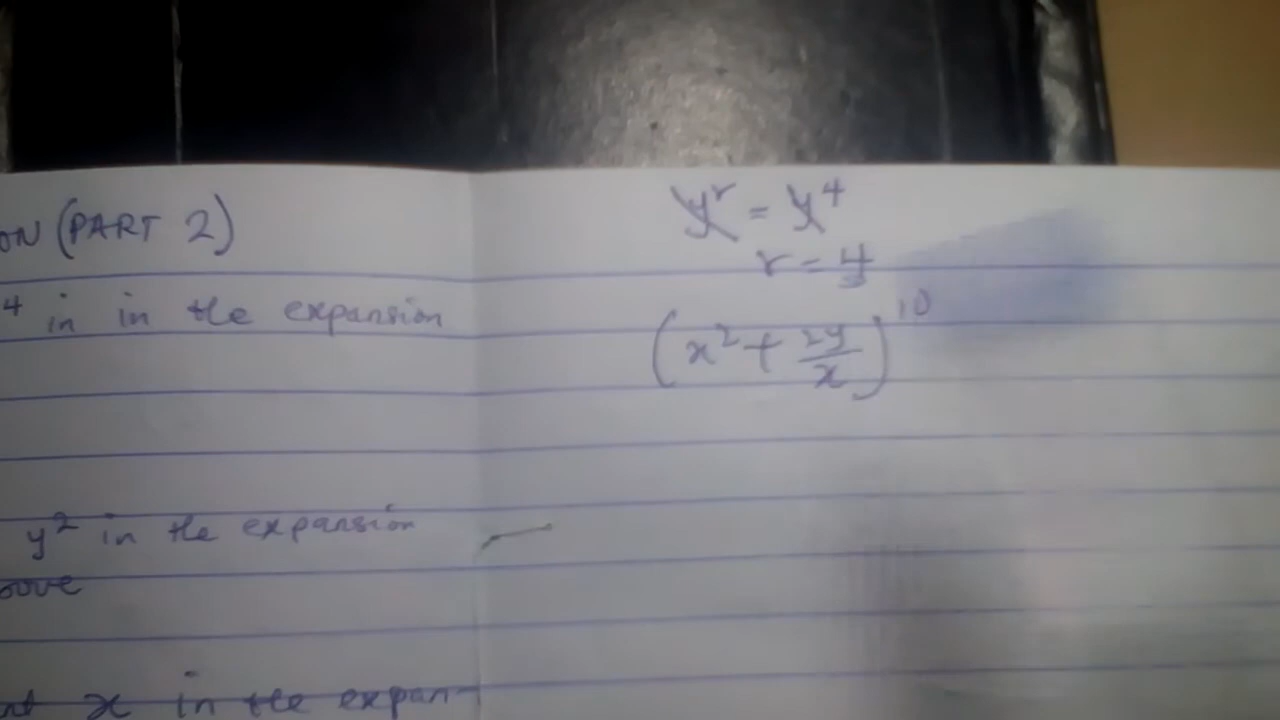 ON (PART 2)
4 in in the expansion
y² in the expansion
ove
nt x in the expan-
y^r = y⁴
r = 4
(x² + 2y/x)^10